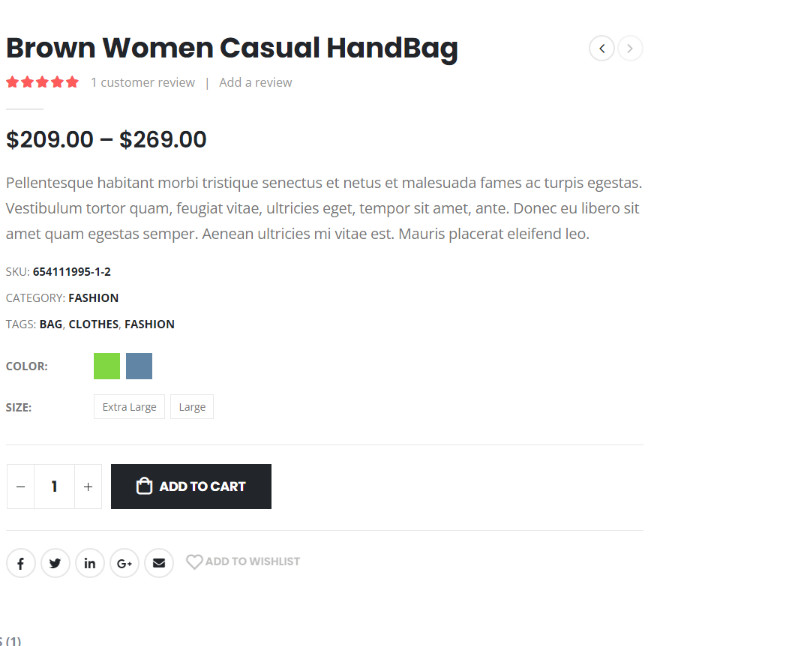 Brown Women Casual HandBag
1 customer review | Add a review
$209.00 – $269.00
Pellentesque habitant morbi tristique senectus et netus et malesuada fames ac turpis egestas.
Vestibulum tortor quam, feugiat vitae, ultricies eget, tempor sit amet, ante. Donec eu libero sit
amet quam egestas semper. Aenean ultricies mi vitae est. Mauris placerat eleifend leo.
SKU: 654111995-1-2
CATEGORY: FASHION
TAGS: BAG, CLOTHES, FASHION
COLOR:
SIZE: Extra Large Large
− 1 + ADD TO CART
f in G+ ADD TO WISHLIST
(1)